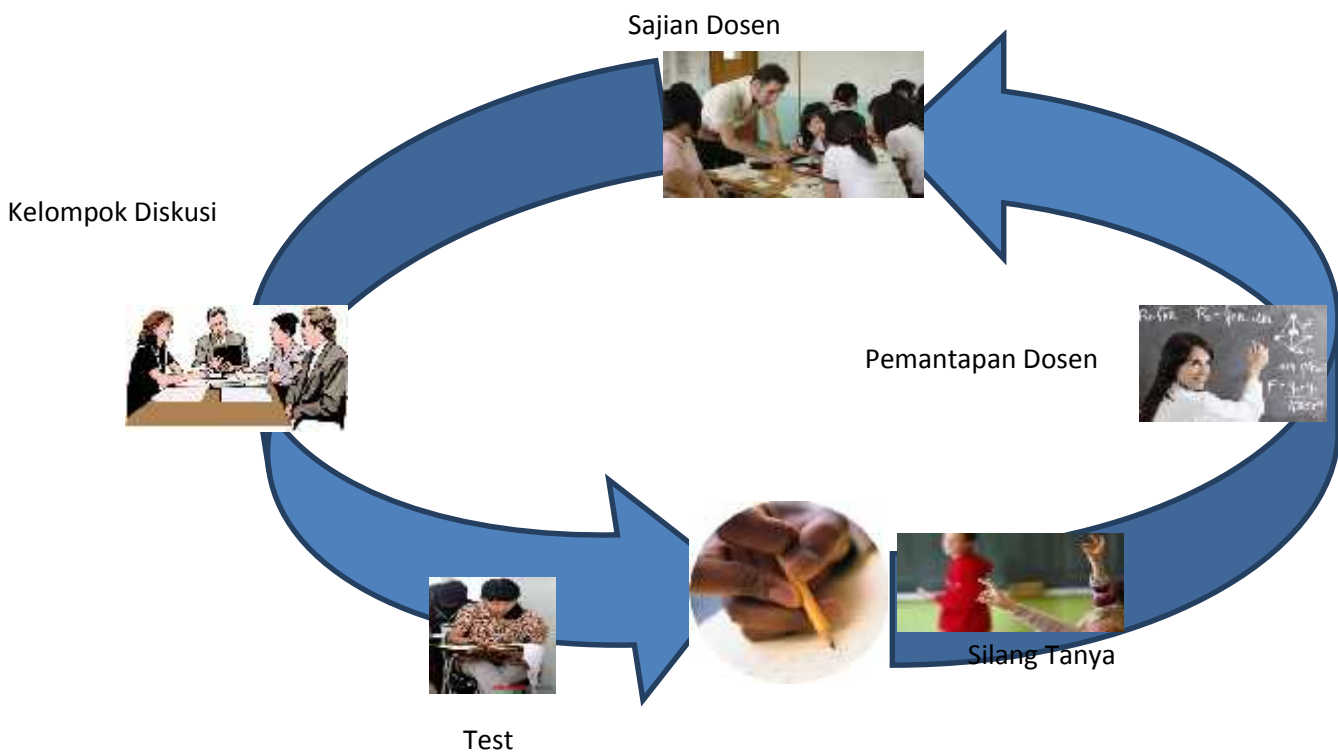 Sajian Dosen
Kelompok Diskusi
Pemantapan Dosen
Silang Tanya
Test